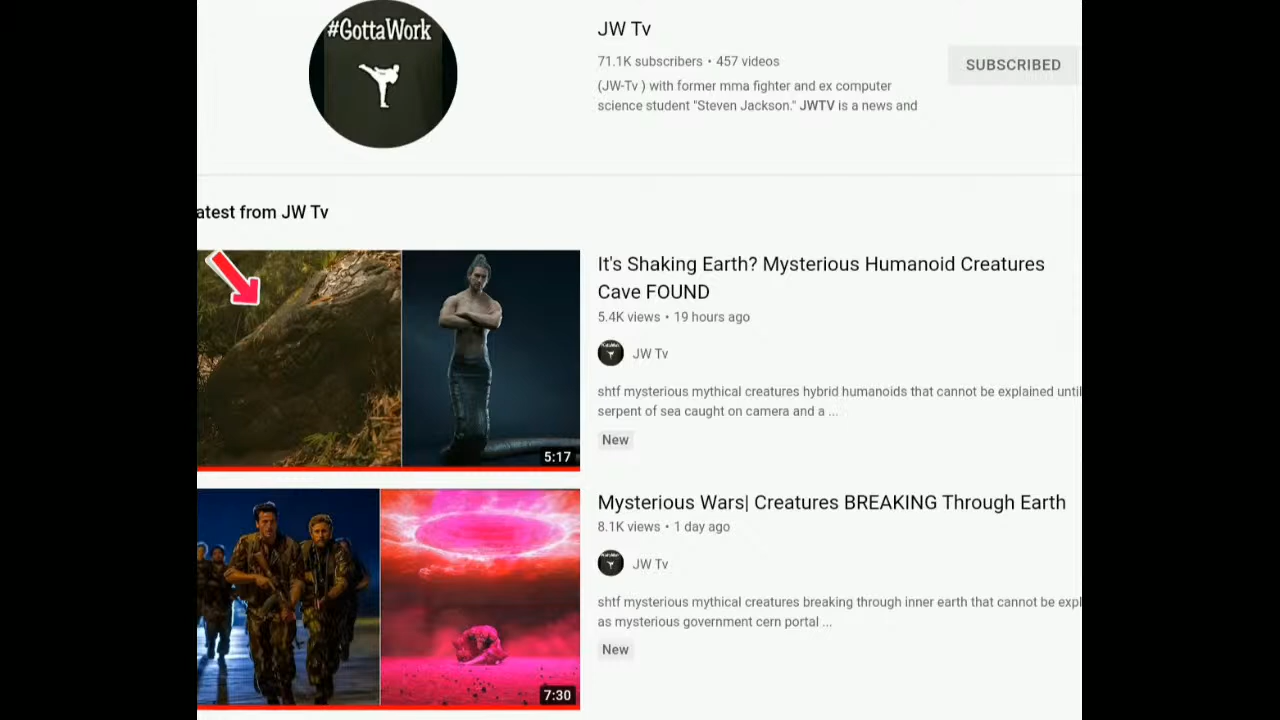 #GottaWork
JW Tv
71.1K subscribers • 457 videos
SUBSCRIBED
(JW-Tv ) with former mma fighter and ex computer
science student "Steven Jackson." JWTV is a news and
atest from JW Tv
It's Shaking Earth? Mysterious Humanoid Creatures
Cave FOUND
5.4K views • 19 hours ago
JW Tv
shtf mysterious mythical creatures hybrid humanoids that cannot be explained until
serpent of sea caught on camera and a ...
New
5:17
Mysterious Wars| Creatures BREAKING Through Earth
8.1K views • 1 day ago
JW Tv
shtf mysterious mythical creatures breaking through inner earth that cannot be expl
as mysterious government cern portal ...
New
7:30